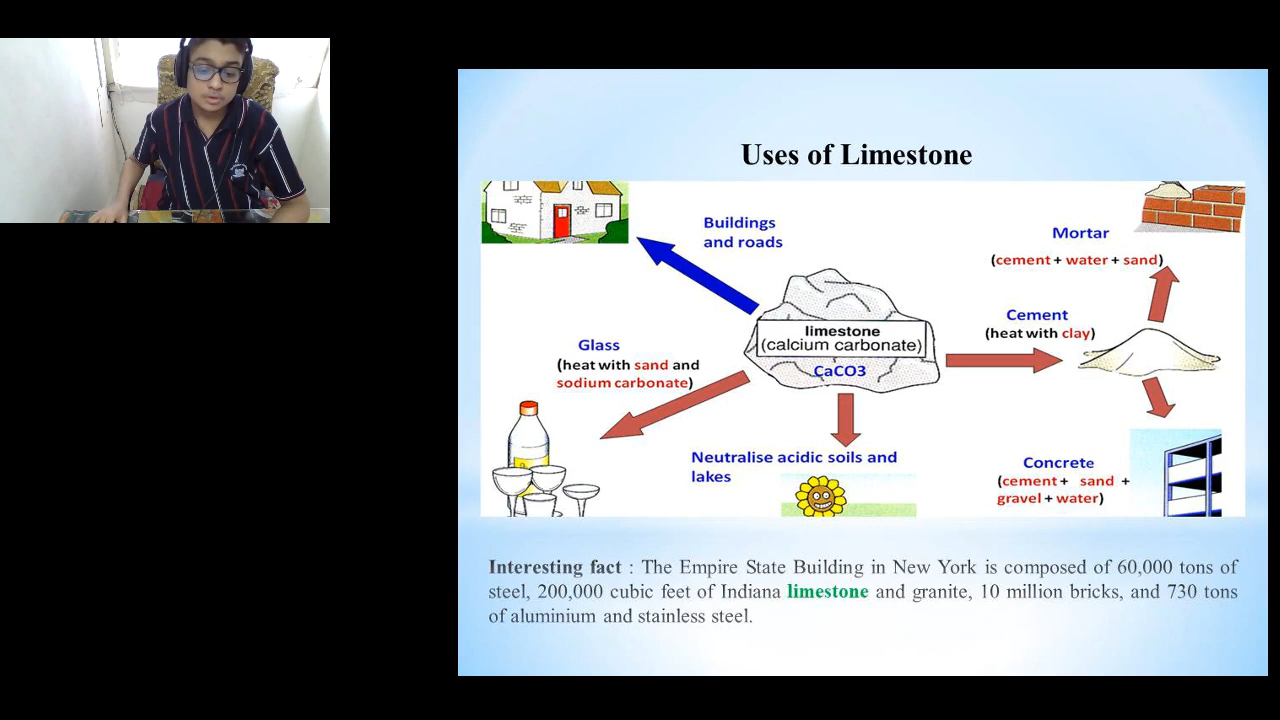 Uses of Limestone
Buildings
and roads
Mortar
(cement + water + sand)
Cement
(heat with clay)
limestone
(calcium carbonate)
CaCO3
Glass
(heat with sand and
sodium carbonate)
Neutralise acidic soils and
lakes
Concrete
(cement + sand +
gravel + water)
Interesting fact : The Empire State Building in New York is composed of 60,000 tons of
steel, 200,000 cubic feet of Indiana limestone and granite, 10 million bricks, and 730 tons
of aluminium and stainless steel.